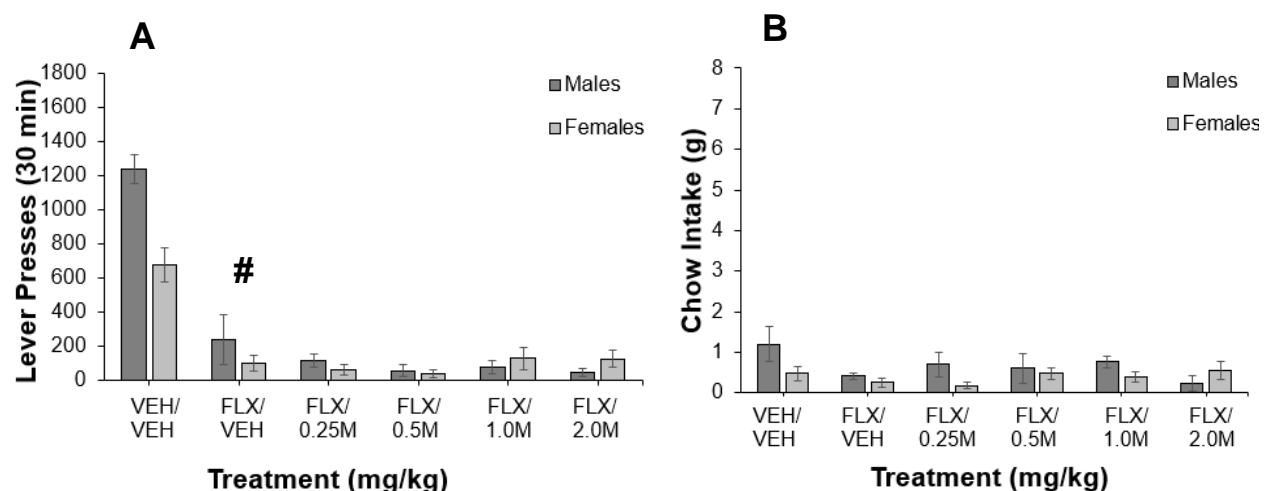 A
Lever Presses (30 min)
1800
1600
1400
1200
1000
800
600
400
200
0
Males
Females
#
VEH/ FLX/ FLX/ FLX/ FLX/ FLX/
VEH VEH 0.25M 0.5M 1.0M 2.0M
Treatment (mg/kg)
B
Chow Intake (g)
8
7
6
5
4
3
2
1
0
Males
Females
VEH/ FLX/ FLX/ FLX/ FLX/ FLX/
VEH VEH 0.25M 0.5M 1.0M 2.0M
Treatment (mg/kg)